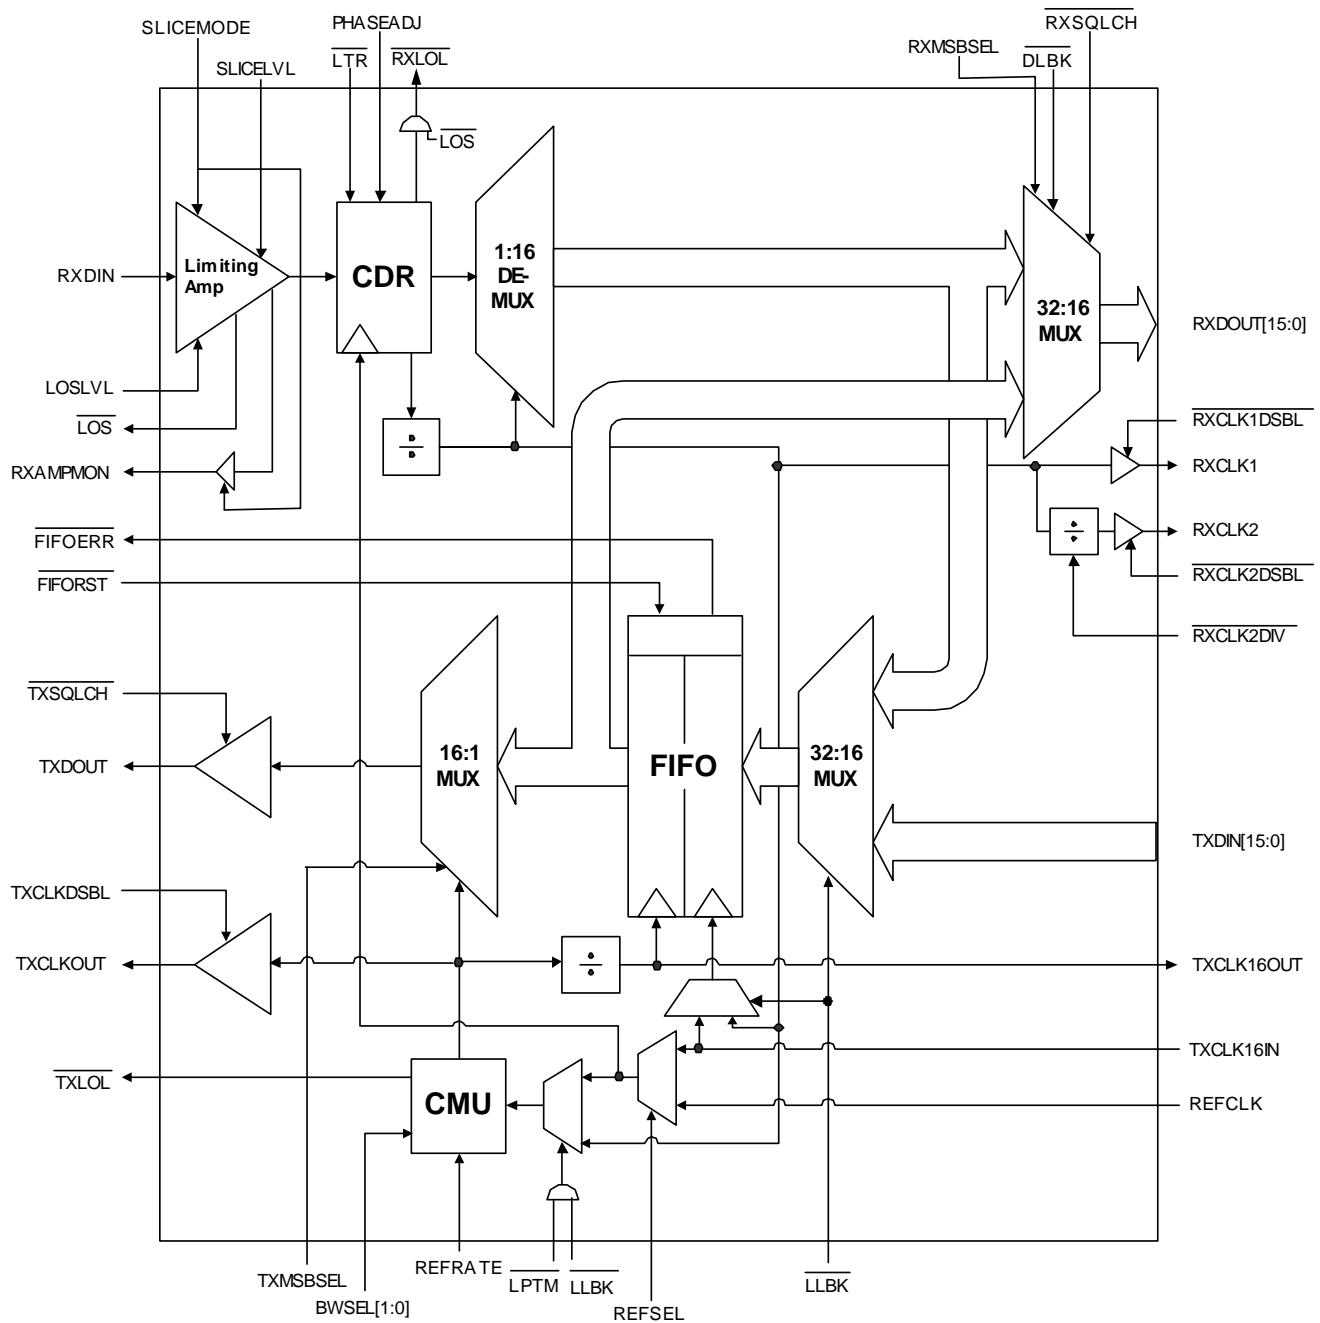 SLICEMODE
SLICELVL
PHASEADJ
LTR
RXLOL
LOS
RXMSBSEL
DLBK
RXSQLCH
RXDIN
Limiting
Amp
CDR
1:16
DE-
MUX
32:16
MUX
RXDOUT[15:0]
LOSLVL
LOS
RXAMPMON
RXCLK1DSBL
RXCLK1
RXCLK2
RXCLK2DSBL
RXCLK2DIV
FIFOERR
FIFORST
TXSQLCH
TXDOUT
16:1
MUX
FIFO
32:16
MUX
TXDIN[15:0]
TXCLKDSBL
TXCLKOUT
TXCLK16OUT
TXCLK16IN
REFCLK
TXLOL
CMU
TXMSBSEL
BWSEL[1:0]
REFRATE
LPTM
LLBK
REFSEL
LLBK